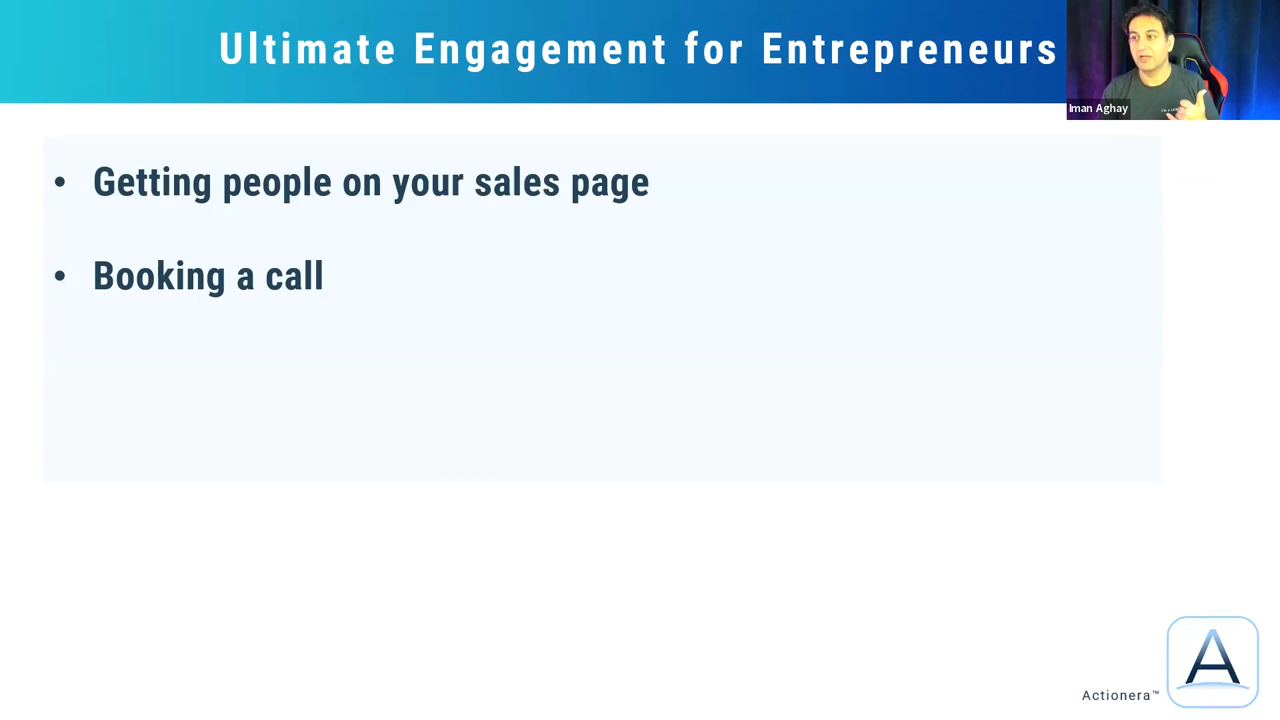 Ultimate Engagement for Entrepreneurs
Iman Aghay
• Getting people on your sales page
• Booking a call
A
Actionera™